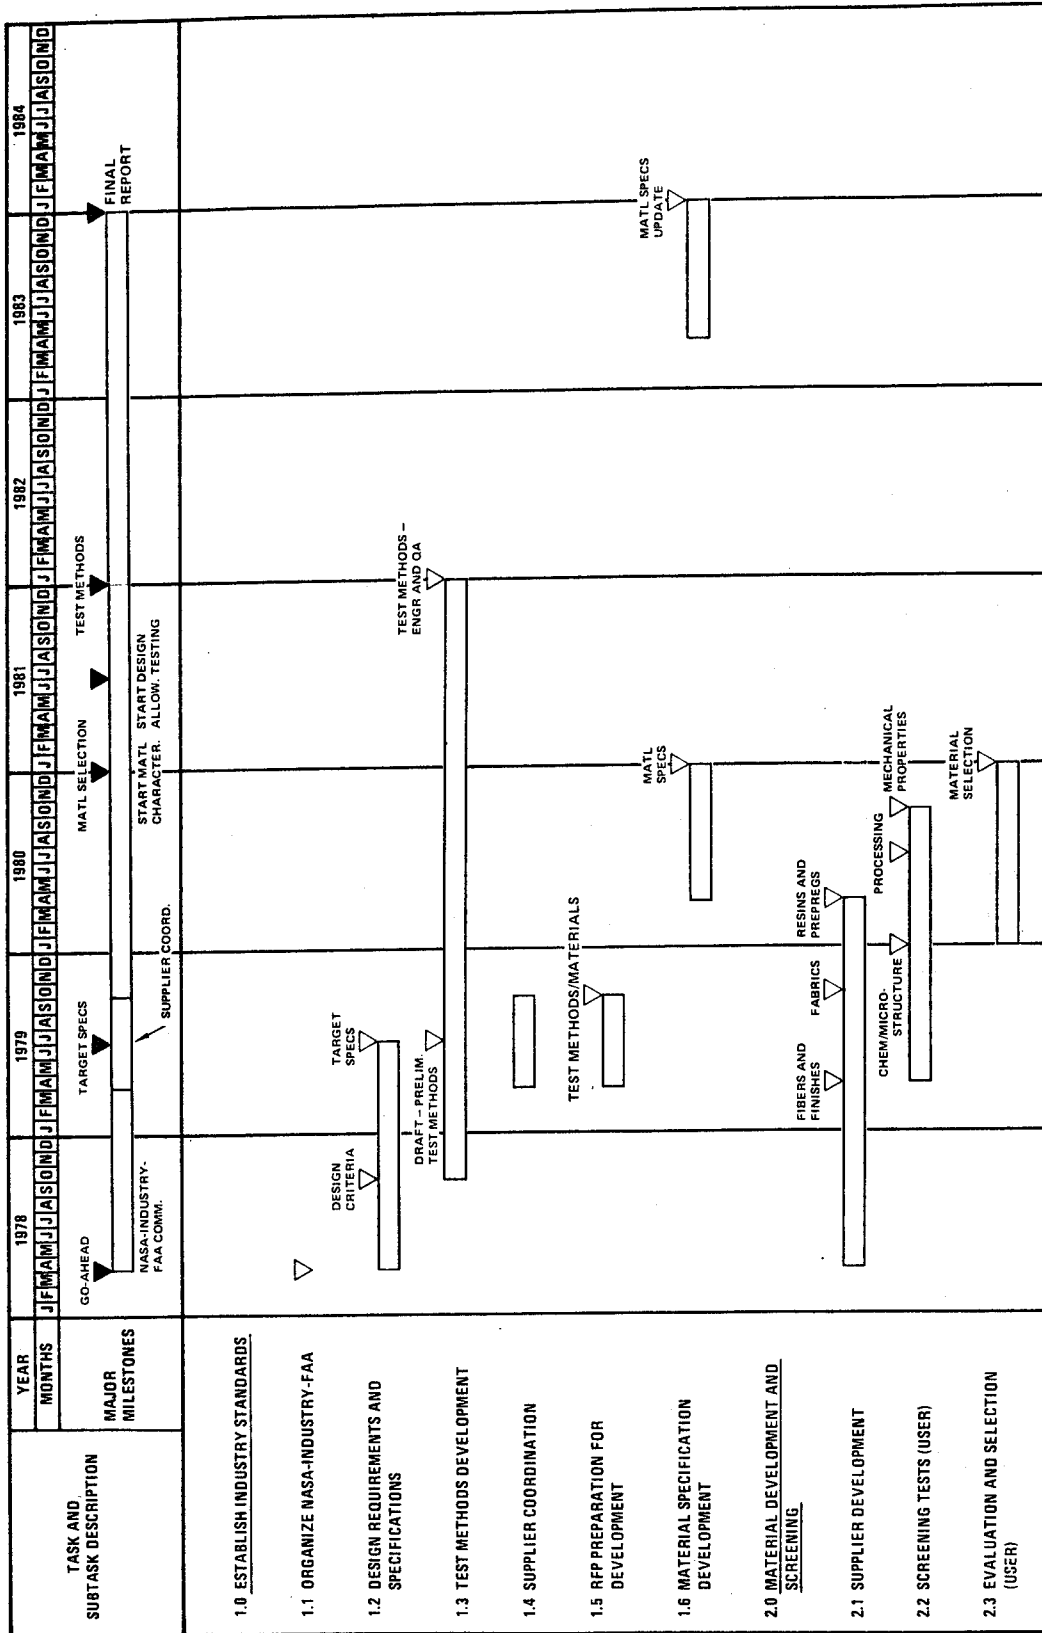 TASK AND
SUBTASK DESCRIPTION
YEAR
1978
1979
1980
1981
1982
1983
1984
MONTHS
J F M A M J J A S O N D J F M A M J J A S O N D J F M A M J J A S O N D J F M A M J J A S O N D J F M A M J J A S O N D J F M A M J J A S O N D J F M A M J J A S O N D
MAJOR
MILESTONES
GO-AHEAD
TARGET SPECS
MATL SELECTION
TEST METHODS
FINAL
REPORT
NASA-INDUSTRY-
FAA COMM.
SUPPLIER COORD.
START MATL
CHARACTER.
START DESIGN
ALLOW. TESTING
1.0 ESTABLISH INDUSTRY STANDARDS
1.1 ORGANIZE NASA-INDUSTRY-FAA
1.2 DESIGN REQUIREMENTS AND
SPECIFICATIONS
DESIGN
CRITERIA
TARGET
SPECS
1.3 TEST METHODS DEVELOPMENT
DRAFT – PRELIM.
TEST METHODS
TEST METHODS –
ENGR AND QA
1.4 SUPPLIER COORDINATION
1.5 RFP PREPARATION FOR
DEVELOPMENT
TEST METHODS/MATERIALS
1.6 MATERIAL SPECIFICATION
DEVELOPMENT
MATL
SPECS
MATL SPECS
UPDATE
2.0 MATERIAL DEVELOPMENT AND
SCREENING
2.1 SUPPLIER DEVELOPMENT
FIBERS AND
FINISHES
FABRICS
RESINS AND
PREPREGS
2.2 SCREENING TESTS (USER)
CHEM/MICRO-
STRUCTURE
PROCESSING
MECHANICAL
PROPERTIES
2.3 EVALUATION AND SELECTION
(USER)
MATERIAL
SELECTION